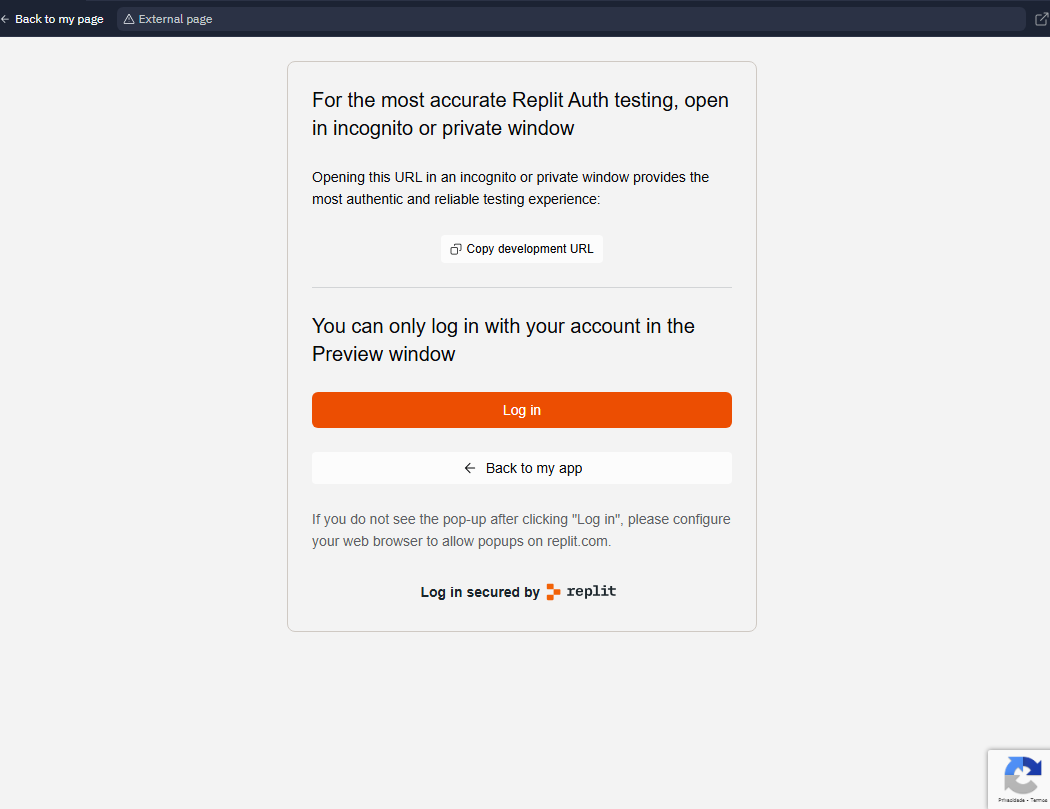 Back to my page
External page
For the most accurate Replit Auth testing, open
in incognito or private window
Opening this URL in an incognito or private window provides the
most authentic and reliable testing experience:
Copy development URL
You can only log in with your account in the
Preview window
Log in
Back to my app
If you do not see the pop-up after clicking "Log in", please configure
your web browser to allow popups on replit.com.
Log in secured by replit
Privacidade • Termos